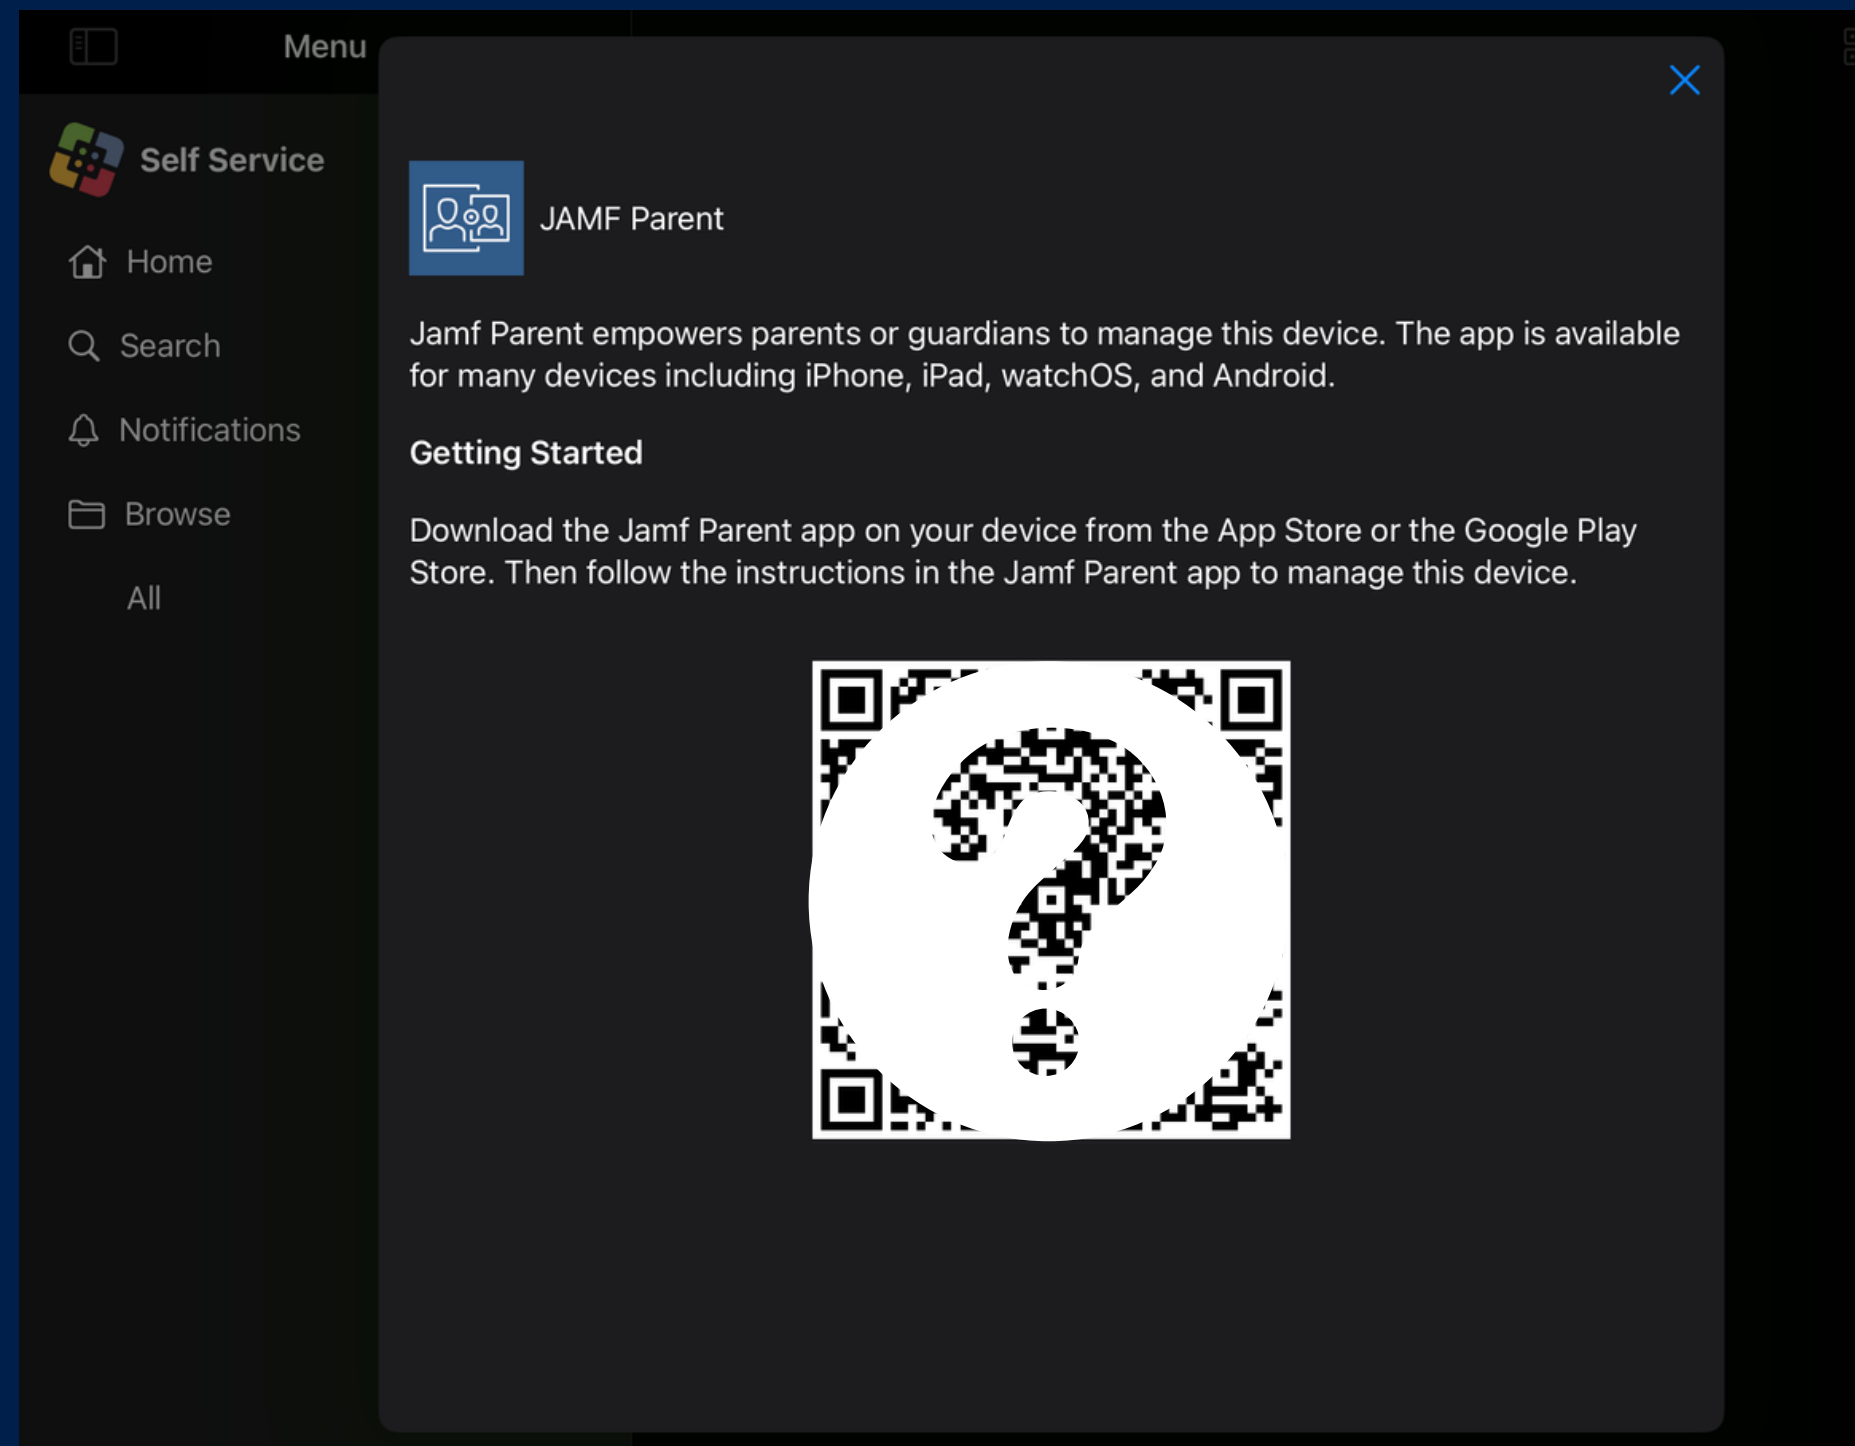 Menu
Self Service
Home
Search
Notifications
Browse
All
JAMF Parent
Jamf Parent empowers parents or guardians to manage this device. The app is available
for many devices including iPhone, iPad, watchOS, and Android.
Getting Started
Download the Jamf Parent app on your device from the App Store or the Google Play
Store. Then follow the instructions in the Jamf Parent app to manage this device.
?